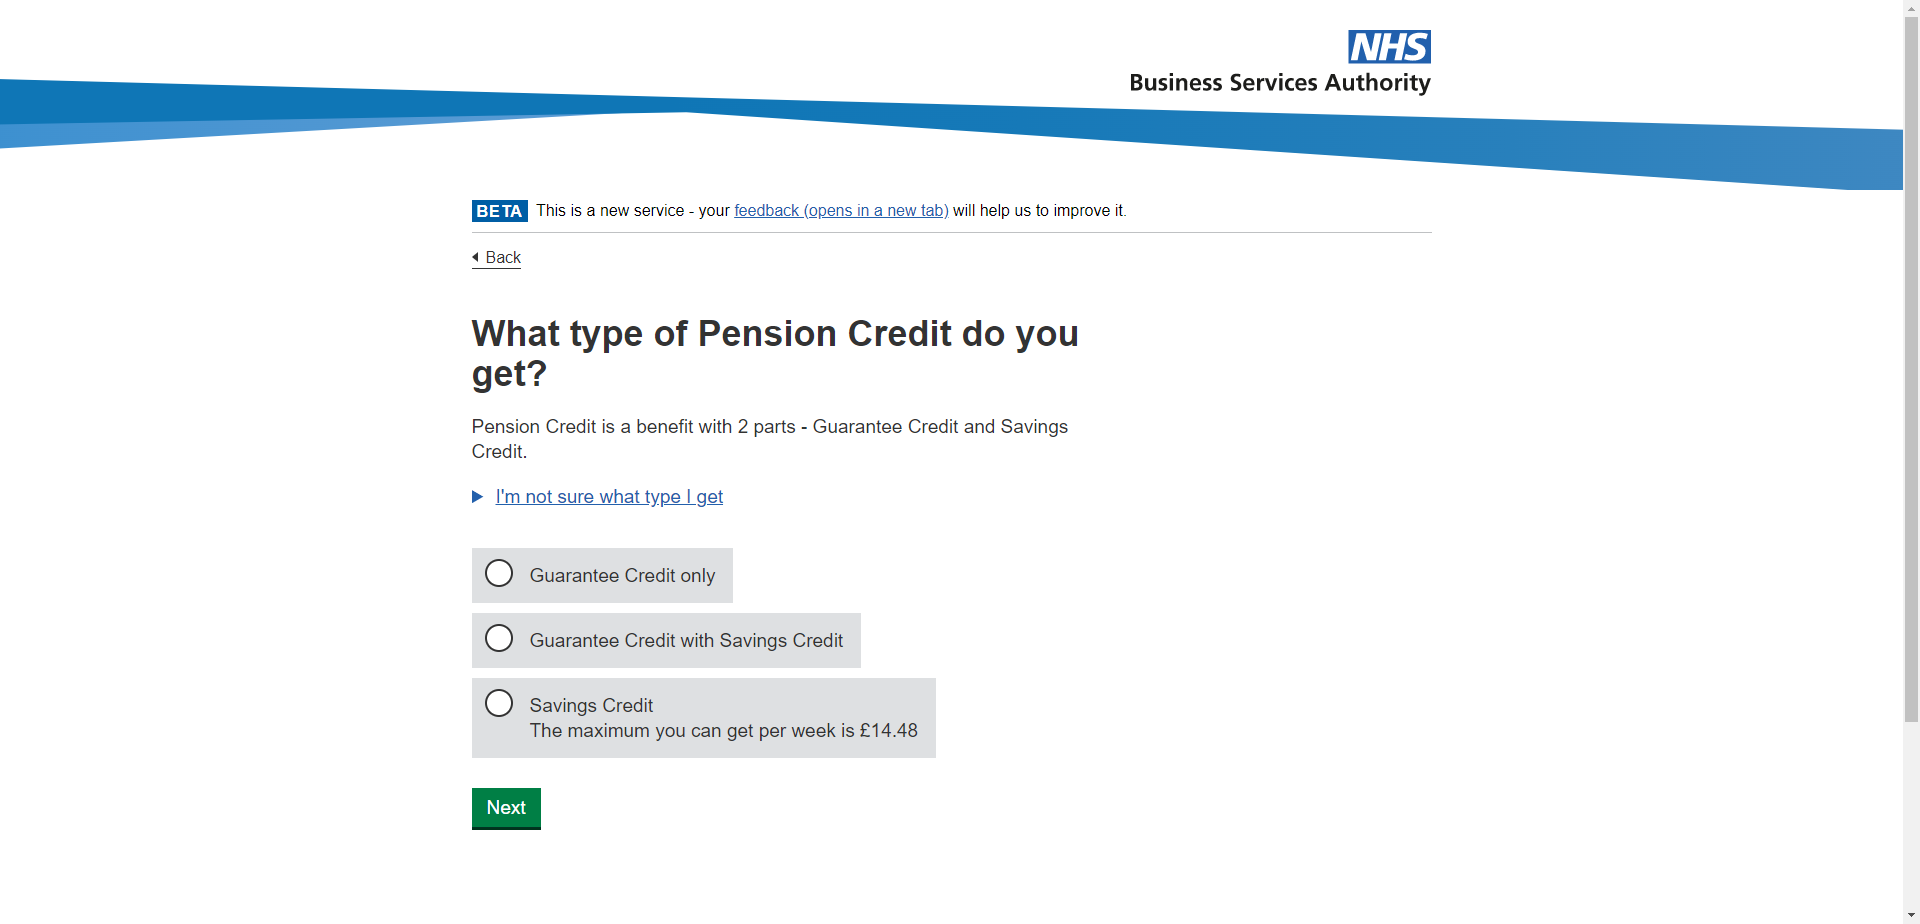 NHS
Business Services Authority
BETA This is a new service - your feedback (opens in a new tab) will help us to improve it.
Back
What type of Pension Credit do you
get?
Pension Credit is a benefit with 2 parts - Guarantee Credit and Savings
Credit.
I'm not sure what type I get
Guarantee Credit only
Guarantee Credit with Savings Credit
Savings Credit
The maximum you can get per week is £14.48
Next